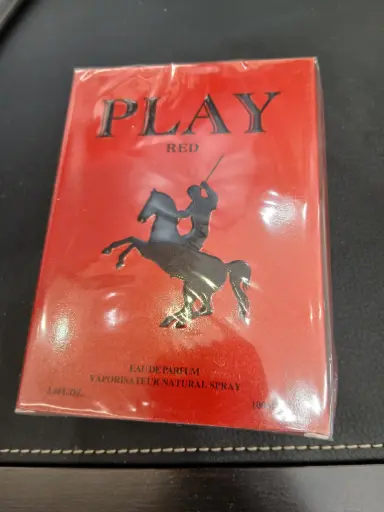 PLAY
RED
EAU DE PARFUM
VAPORISATEUR NATURAL SPRAY